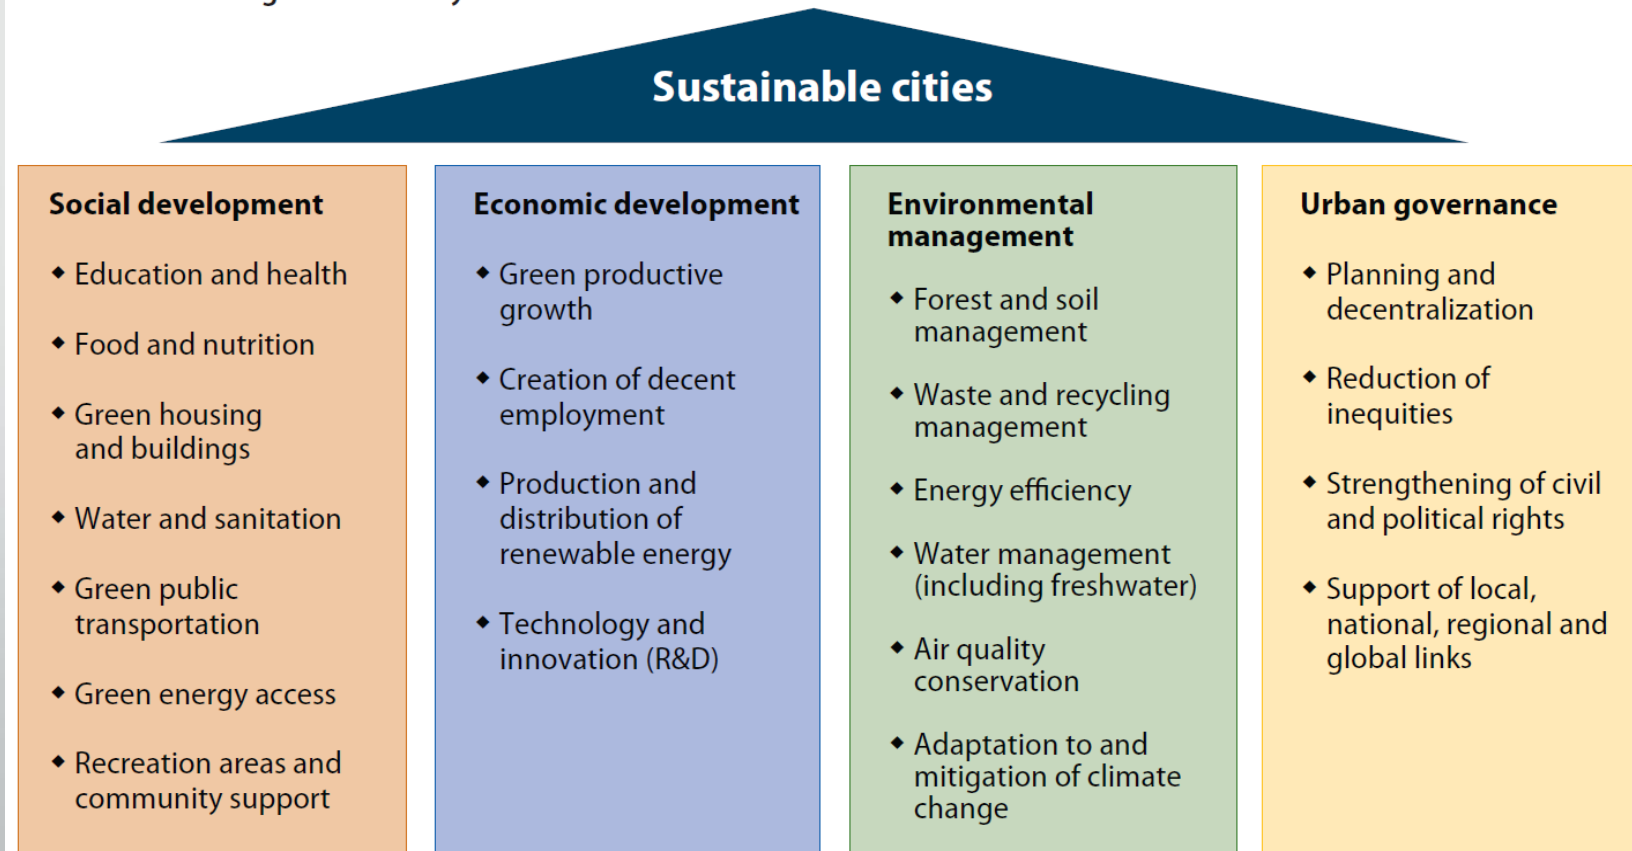 Sustainable cities
Social development
◆ Education and health
◆ Food and nutrition
◆ Green housing
and buildings
◆ Water and sanitation
◆ Green public
transportation
◆ Green energy access
◆ Recreation areas and
community support
Economic development
◆ Green productive
growth
◆ Creation of decent
employment
◆ Production and
distribution of
renewable energy
◆ Technology and
innovation (R&D)
Environmental
management
◆ Forest and soil
management
◆ Waste and recycling
management
◆ Energy efficiency
◆ Water management
(including freshwater)
◆ Air quality
conservation
◆ Adaptation to and
mitigation of climate
change
Urban governance
◆ Planning and
decentralization
◆ Reduction of
inequities
◆ Strengthening of civil
and political rights
◆ Support of local,
national, regional and
global links